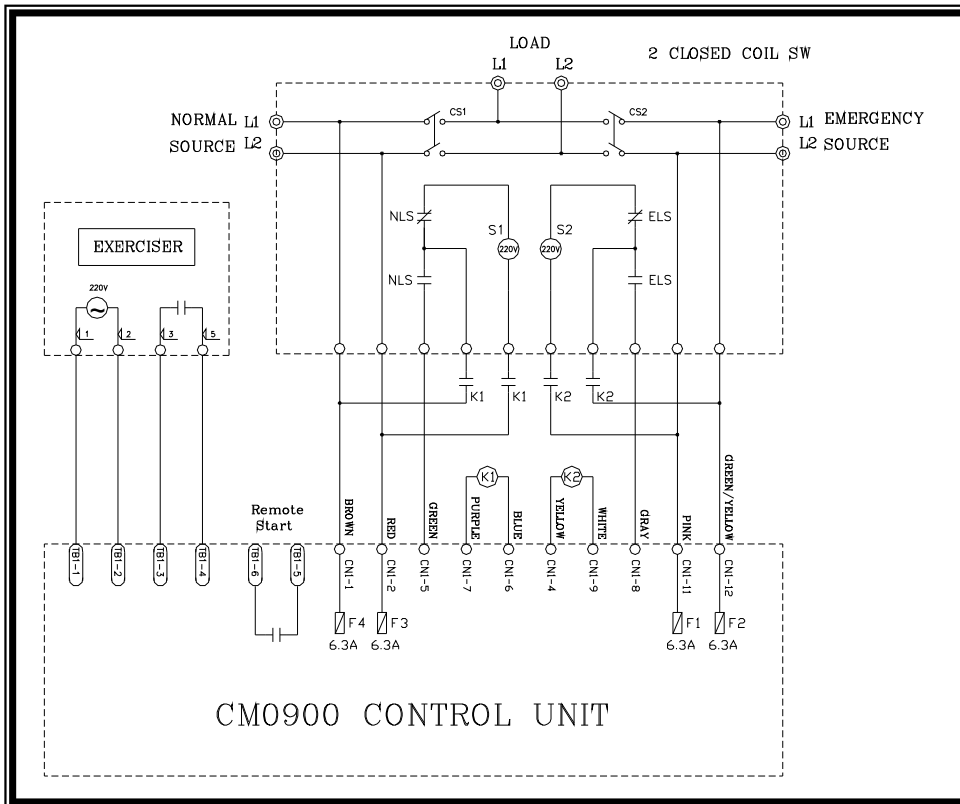 LOAD
L1 L2
2 CLOSED COIL SW
NORMAL L1
SOURCE L2
CS1
CS2
L1 EMERGENCY
L2 SOURCE
NLS
S1
220V
S2
220V
ELS
NLS
ELS
EXERCISER
220V
1
2
3
5
K1
K1
K2
K2
K1
K2
Remote
Start
BROWN
RED
GREEN
PURPLE
BLUE
YELLOW
WHITE
GRAY
PINK
GREEN/YELLOW
TB1-1
TB1-2
TB1-3
TB1-4
TB1-6
TB1-5
CN1-1
CN1-2
CN1-5
CN1-7
CN1-6
CN1-4
CN1-9
CN1-8
CN1-11
CN1-12
F4
6.3A
F3
6.3A
F1
6.3A
F2
6.3A
CM0900 CONTROL UNIT